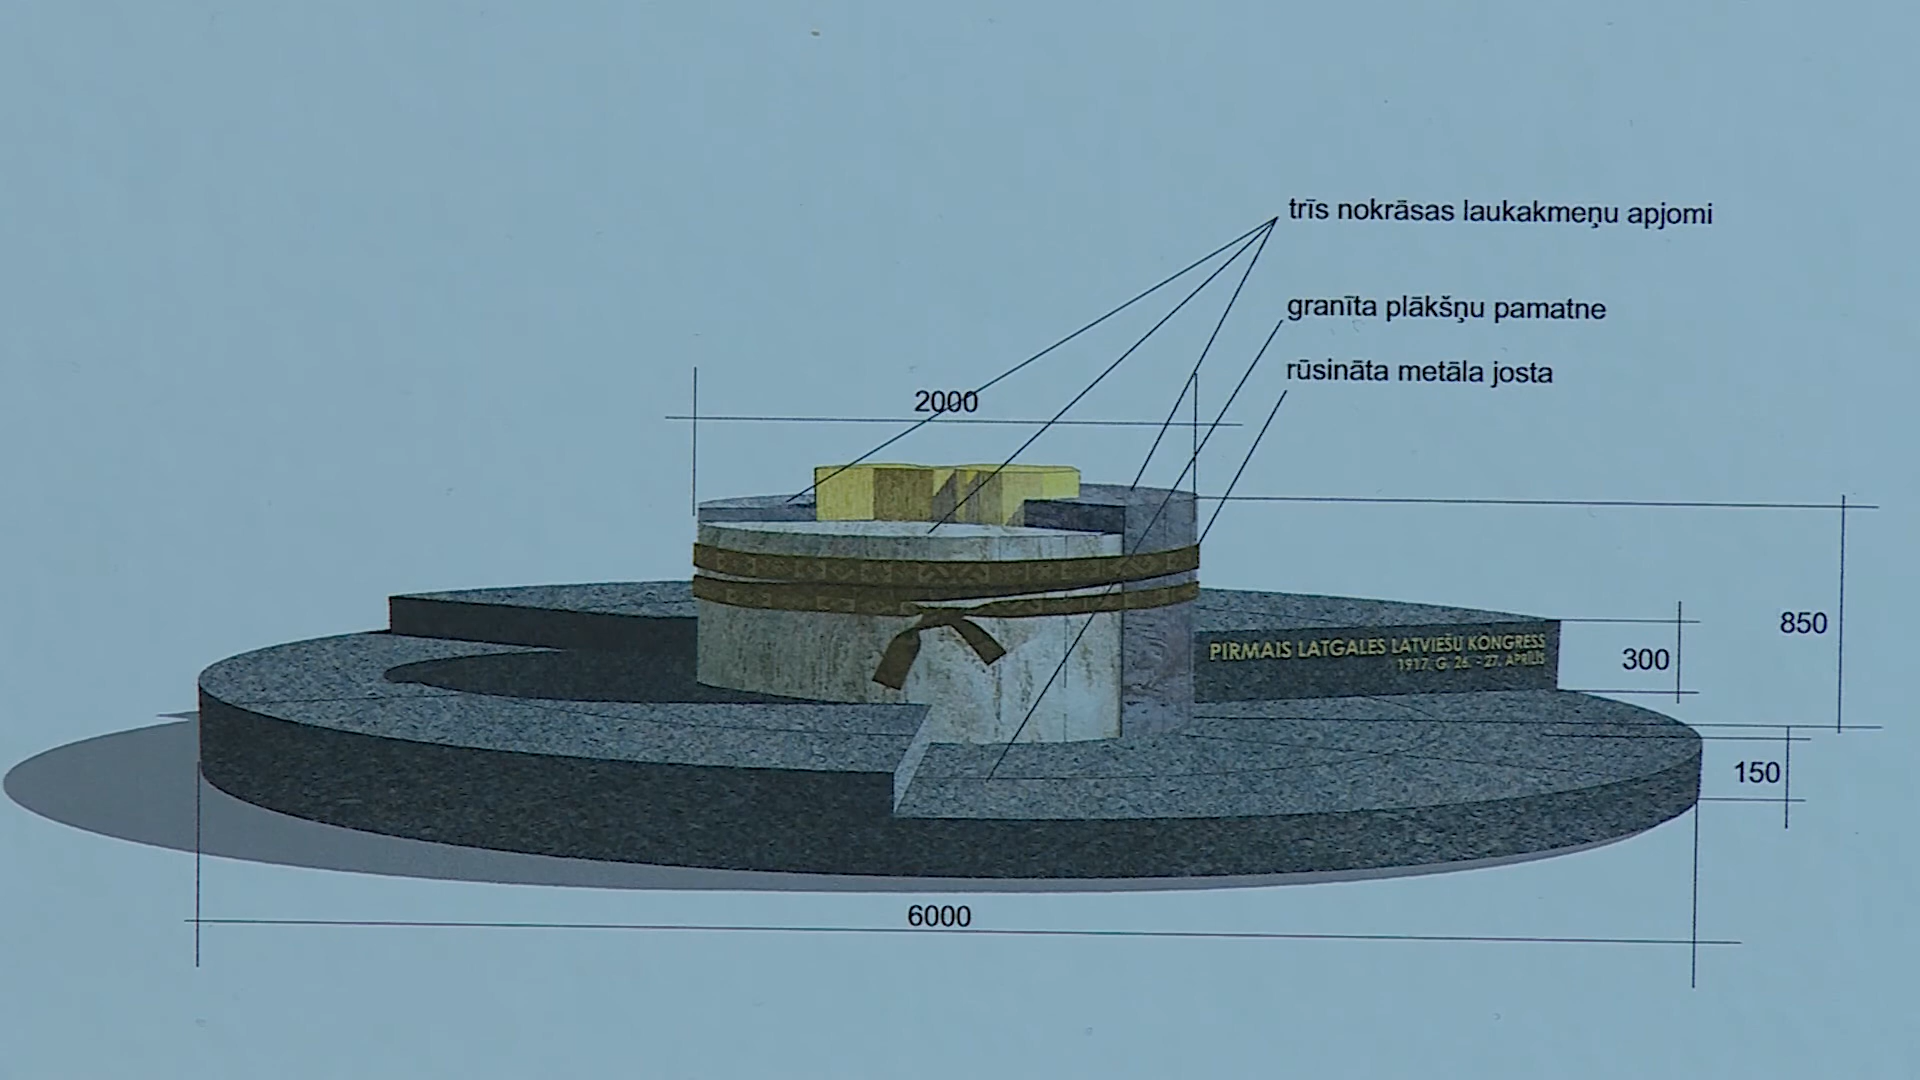 trīs nokrāsas laukakmeņu apjomi
granīta plākšņu pamatne
rūsināta metāla josta
2000
850
300
PIRMAIS LATGALES LATVIEŠU KONGRESS
1917. G. 26. - 27. APRĪLIS
150
6000